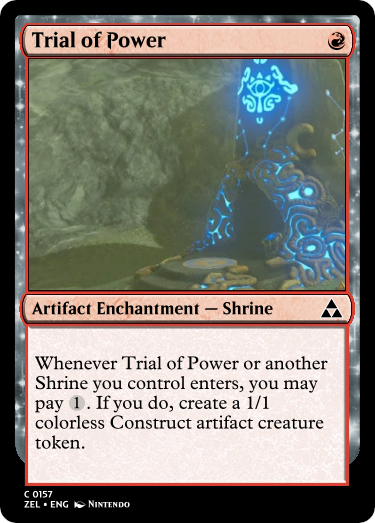 Trial of Power
Artifact Enchantment — Shrine
Whenever Trial of Power or another
Shrine you control enters, you may
pay 1. If you do, create a 1/1
colorless Construct artifact creature
token.
C 0157
ZEL • ENG Nintendo